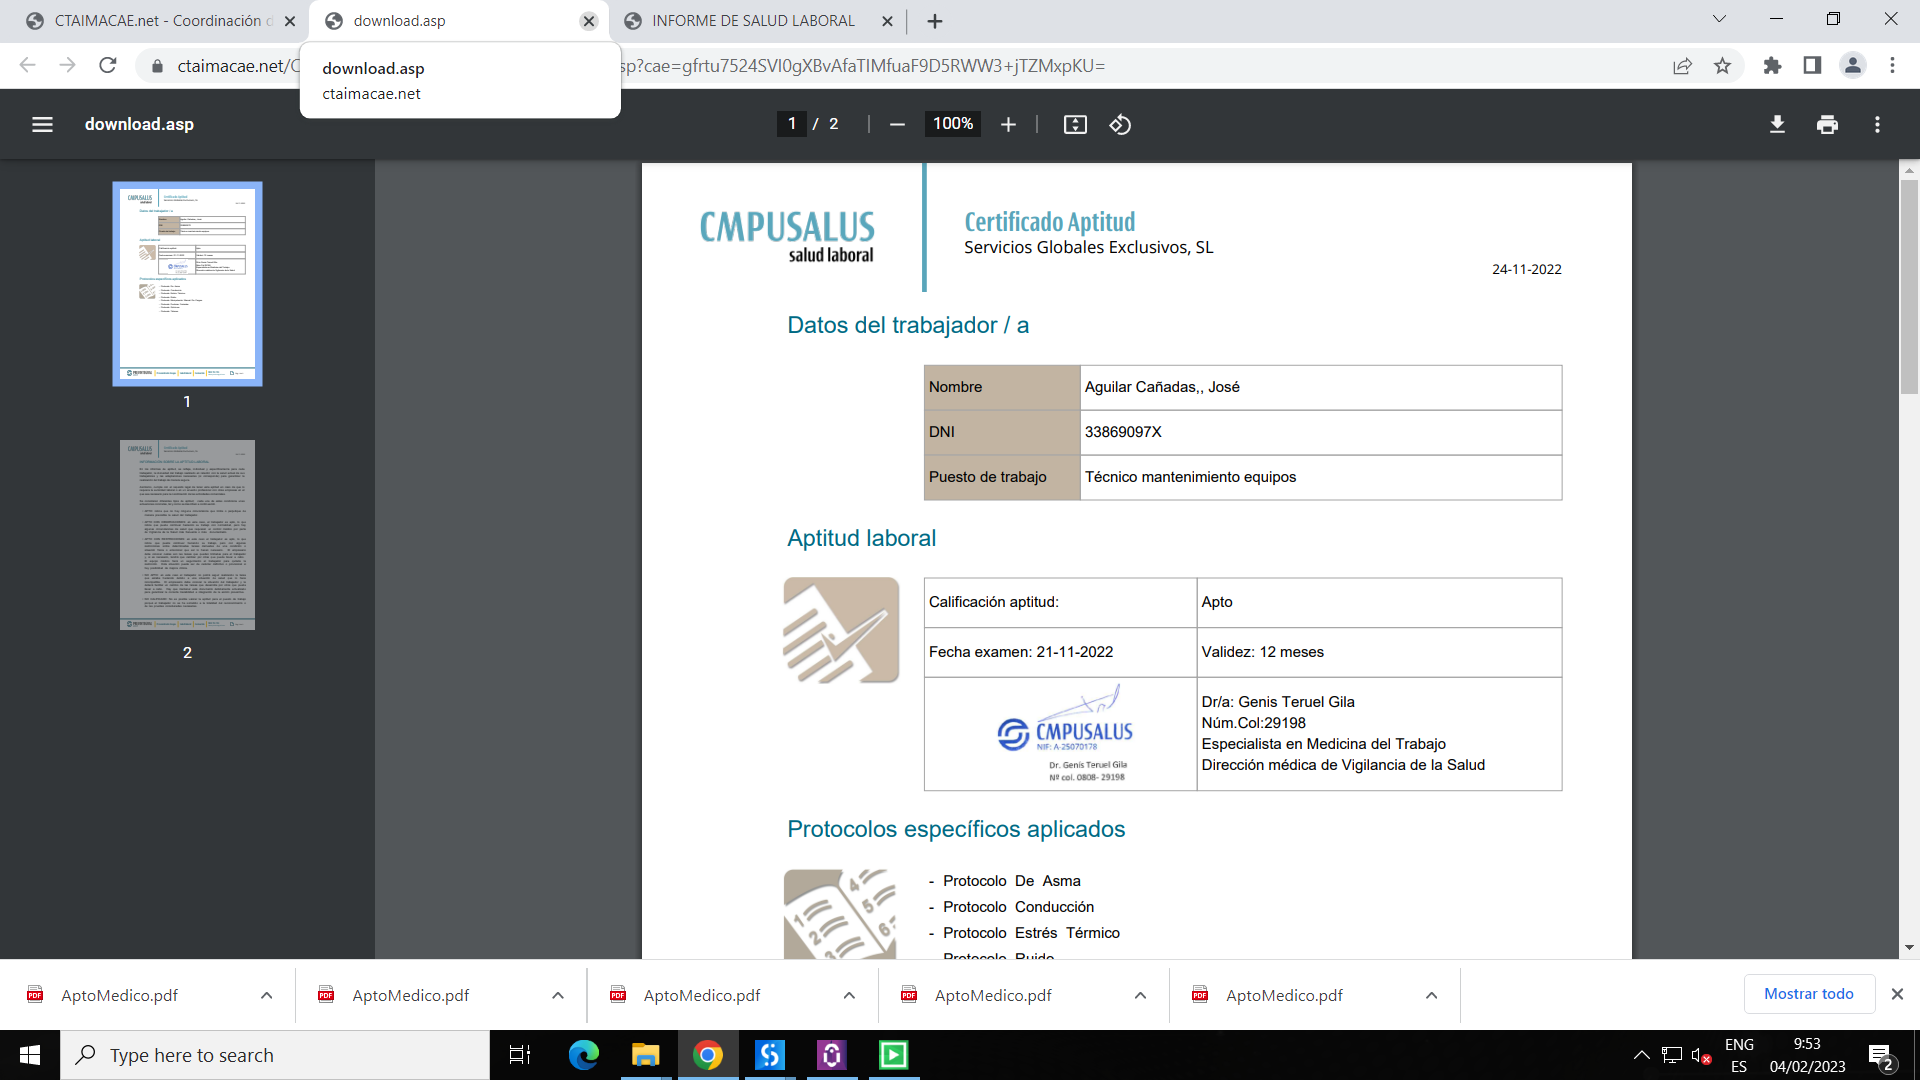 CTAIMACAE.net - Coordinación d
download.asp
INFORME DE SALUD LABORAL
ctaimacae.net/C
sp?cae=gfrtu7524SVI0gXBvAfaTIMfuaF9D5RWW3+jTZMxpKU=
download.asp
ctaimacae.net
download.asp
1 / 2
100%
1
2
CMPUSALUS
salud laboral
Certificado Aptitud
Servicios Globales Exclusivos, SL
24-11-2022
Datos del trabajador / a
Nombre Aguilar Cañadas,, José
DNI 33869097X
Puesto de trabajo Técnico mantenimiento equipos
Aptitud laboral
Calificación aptitud: Apto
Fecha examen: 21-11-2022 Validez: 12 meses
CMPUSALUS
NIF: A-25070178
Dr. Genís Teruel Gila
Nº col. 0808- 29198
Dr/a: Genis Teruel Gila
Núm.Col:29198
Especialista en Medicina del Trabajo
Dirección médica de Vigilancia de la Salud
Protocolos específicos aplicados
- Protocolo De Asma
- Protocolo Conducción
- Protocolo Estrés Térmico
- Protocolo Ruido
AptoMedico.pdf
AptoMedico.pdf
AptoMedico.pdf
AptoMedico.pdf
AptoMedico.pdf
Mostrar todo
Type here to search
ENG
ES
9:53
04/02/2023
2